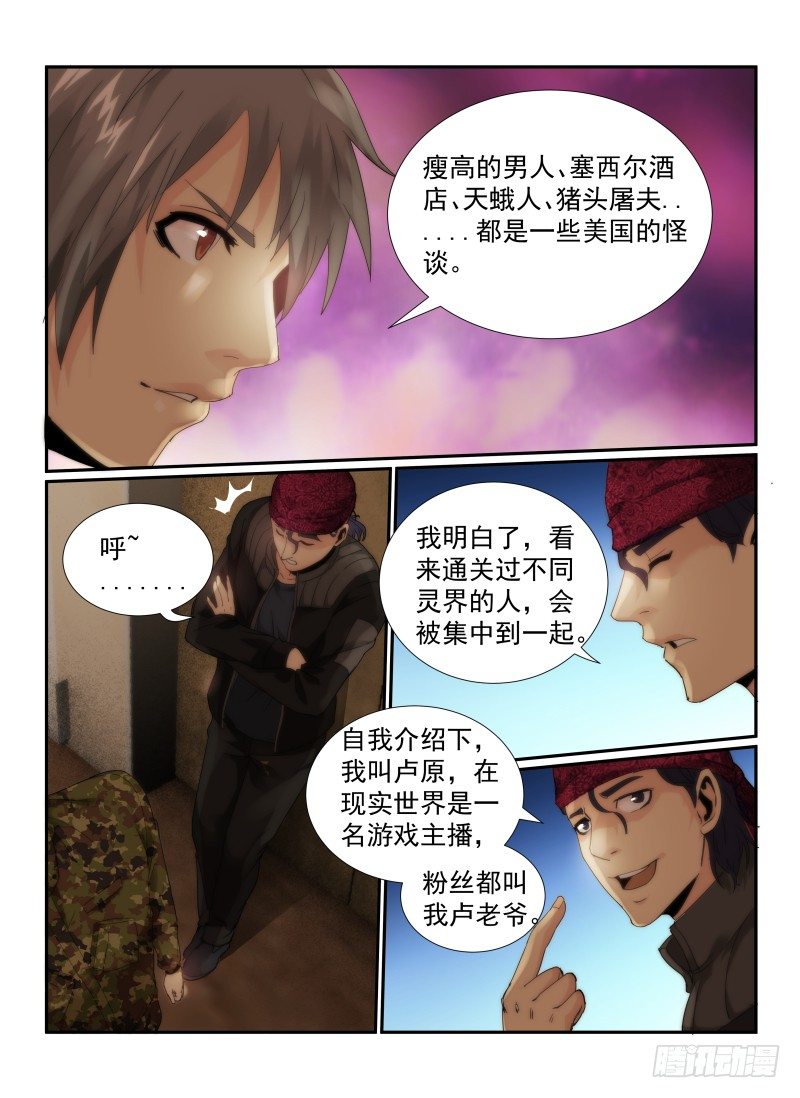 瘦高的男人、塞西尔酒
店、天蛾人、猪头屠夫..
.....都是一些美国的怪
谈。
呼~
.......
我明白了，看
来通关过不同
灵界的人，会
被集中到一起。
自我介绍下，
我叫卢原，在
现实世界是一
名游戏主播，
粉丝都叫
我卢老爷。
腾讯动漫